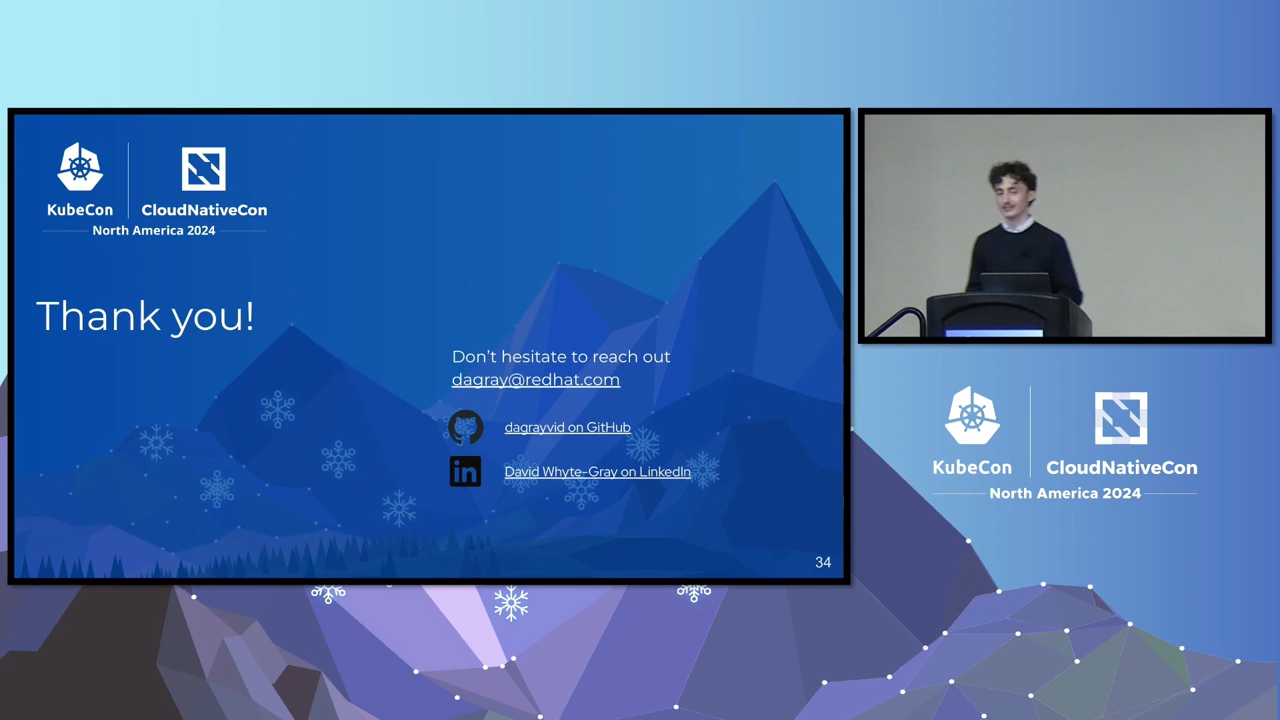 KubeCon
CloudNativeCon
North America 2024
Thank you!
Don't hesitate to reach out
dagray@redhat.com
dagrayvid on GitHub
in
David Whyte-Gray on LinkedIn
34
KubeCon
CloudNativeCon
North America 2024